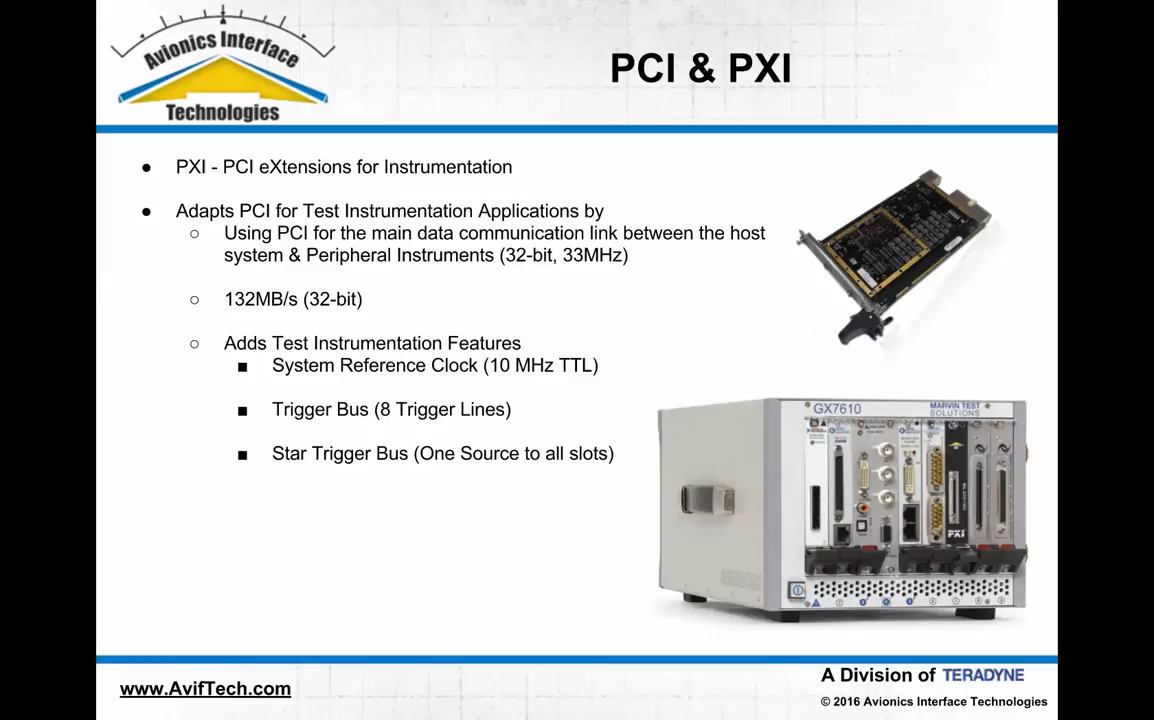 Avionics Interface
Technologies
PCI & PXI
● PXI - PCI eXtensions for Instrumentation
● Adapts PCI for Test Instrumentation Applications by
○ Using PCI for the main data communication link between the host
system & Peripheral Instruments (32-bit, 33MHz)
○ 132MB/s (32-bit)
○ Adds Test Instrumentation Features
■ System Reference Clock (10 MHz TTL)
■ Trigger Bus (8 Trigger Lines)
■ Star Trigger Bus (One Source to all slots)
GX7610
MARVIN TEST
SOLUTIONS
PXI
www.AvifTech.com
A Division of TERADYNE
© 2016 Avionics Interface Technologies